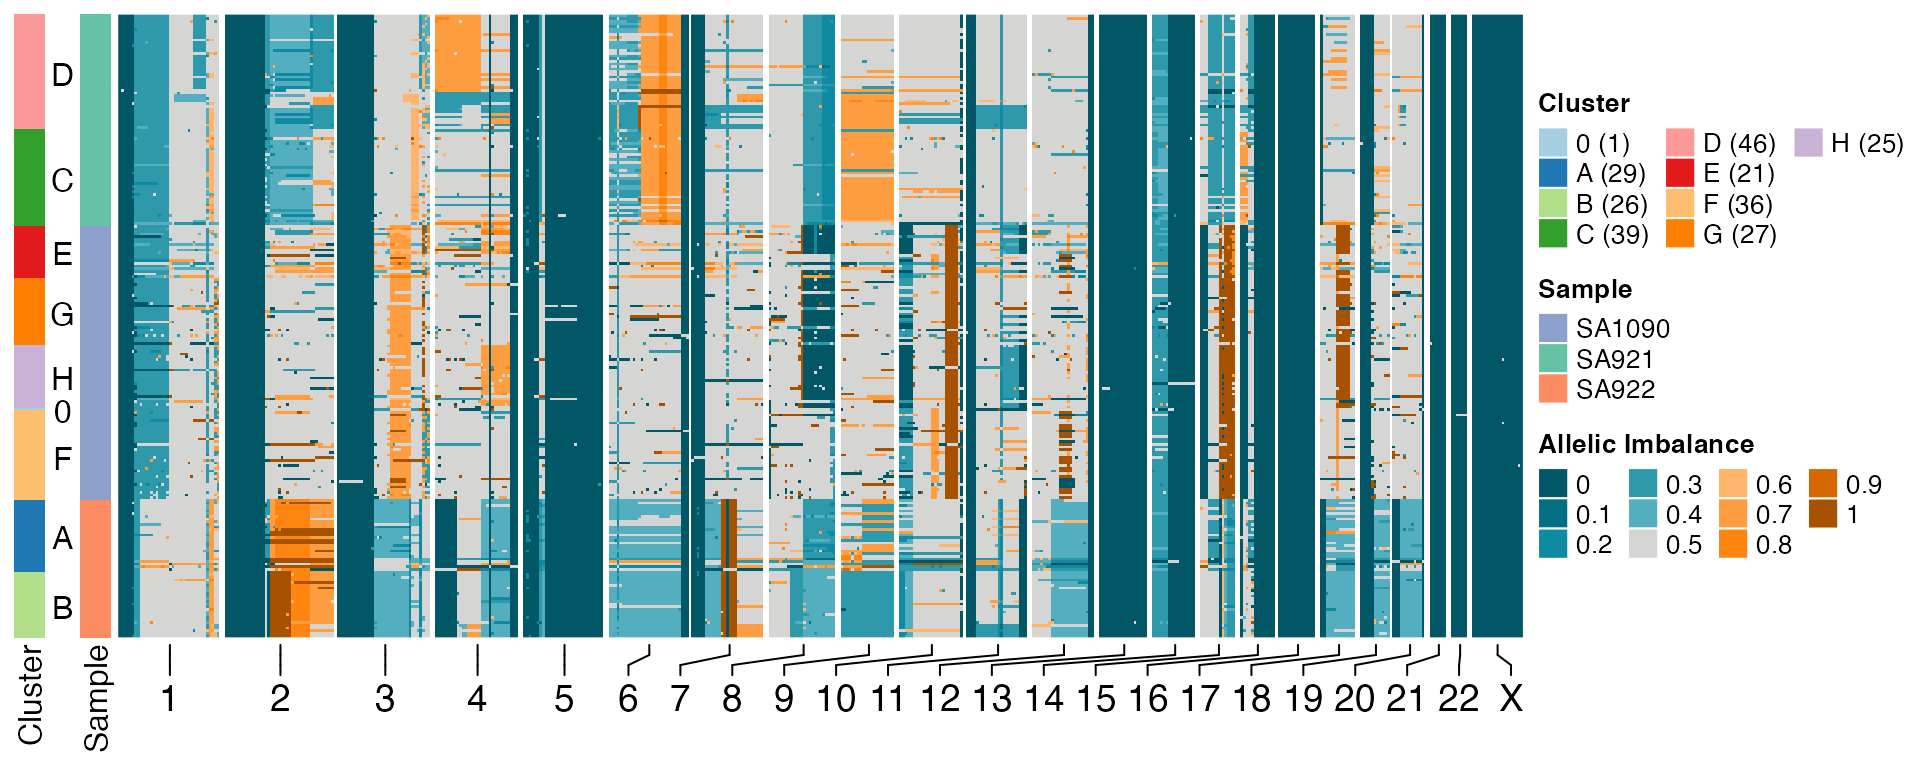 D
C
E
G
H
0
F
A
B
Cluster
Sample
1 2 3 4 5 6 7 8 9 10 11 12 13 14 15 16 17 18 19 20 21 22 X
Cluster
0 (1) D (46) H (25)
A (29) E (21)
B (26) F (36)
C (39) G (27)
Sample
SA1090
SA921
SA922
Allelic Imbalance
0 0.3 0.6 0.9
0.1 0.4 0.7 1
0.2 0.5 0.8